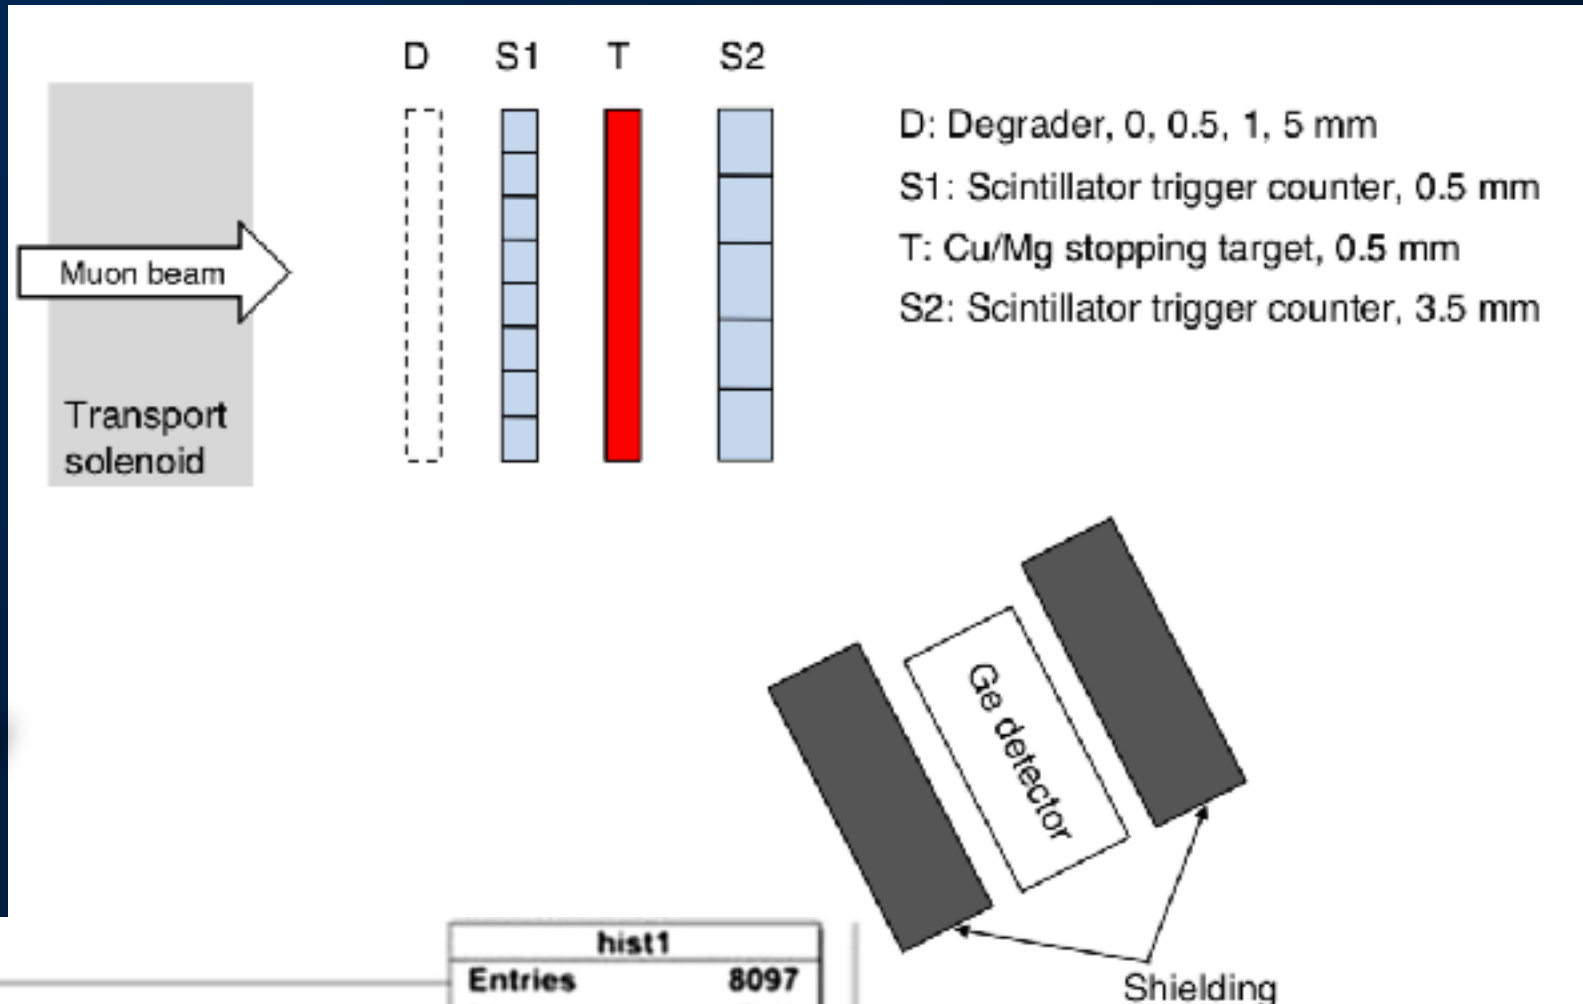 D S1 T S2
D: Degrader, 0, 0.5, 1, 5 mm
S1: Scintillator trigger counter, 0.5 mm
T: Cu/Mg stopping target, 0.5 mm
S2: Scintillator trigger counter, 3.5 mm
Muon beam
Transport
solenoid
Ge detector
Shielding
hist1
Entries 8097